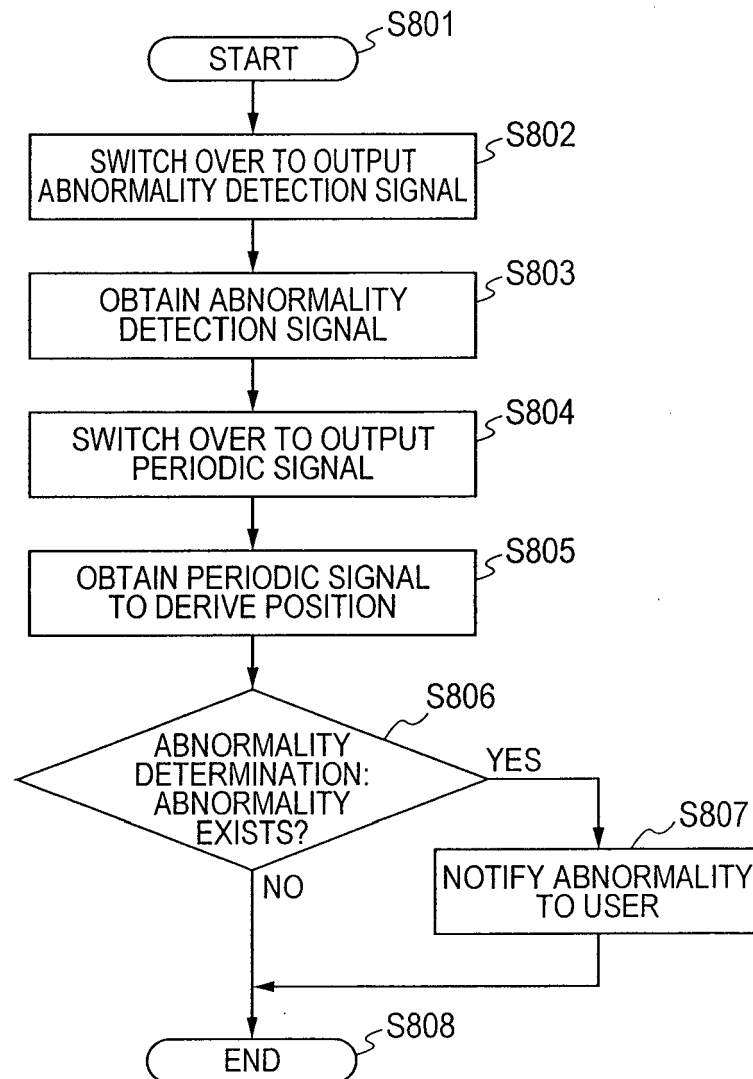 S801
START
S802
SWITCH OVER TO OUTPUT
ABNORMALITY DETECTION SIGNAL
S803
OBTAIN ABNORMALITY
DETECTION SIGNAL
S804
SWITCH OVER TO OUTPUT
PERIODIC SIGNAL
S805
OBTAIN PERIODIC SIGNAL
TO DERIVE POSITION
S806
ABNORMALITY
DETERMINATION:
ABNORMALITY
EXISTS?
YES
S807
NOTIFY ABNORMALITY
TO USER
NO
S808
END